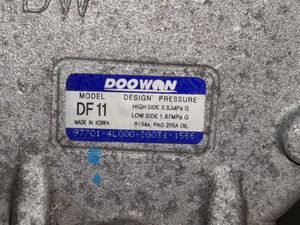 DW
DOOWON
MODEL DESIGN PRESSURE
DF11 HIGH SIDE 3.53MPa G
LOW SIDE 1.67MPa G
MADE IN KOREA R134a, PAG 205A OIL
97701-4L000